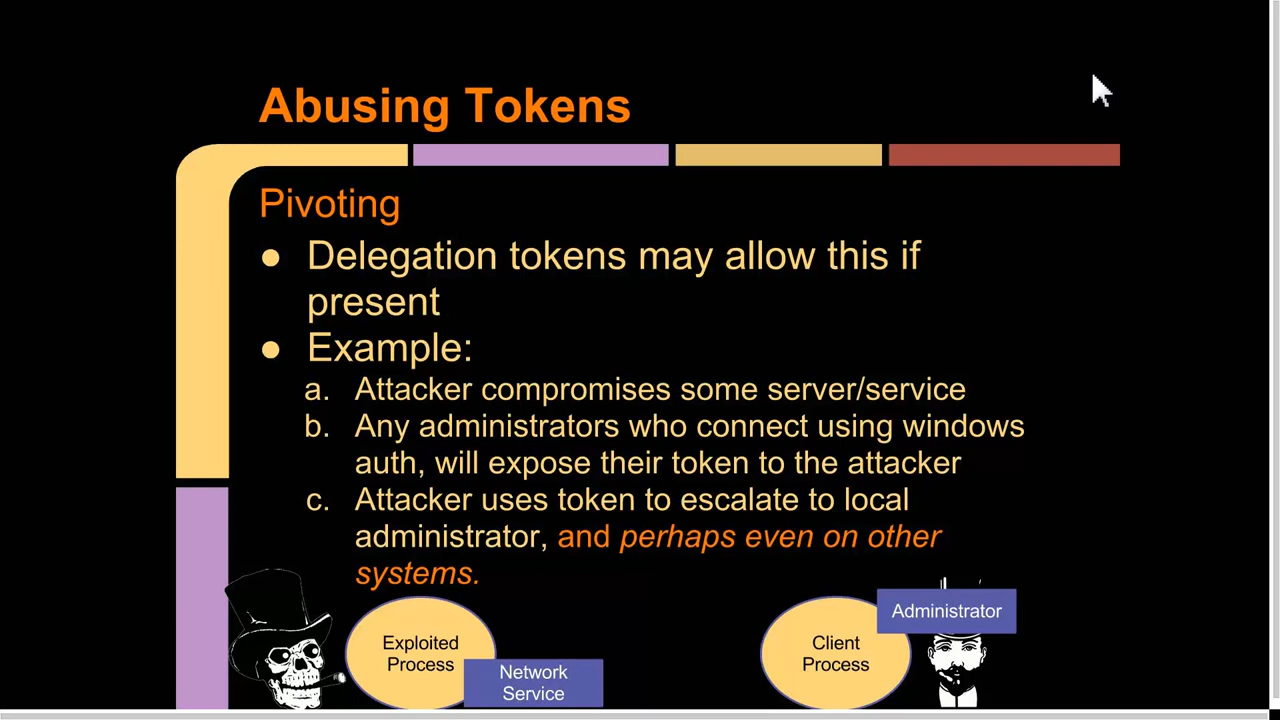 Abusing Tokens
Pivoting
● Delegation tokens may allow this if
present
● Example:
a. Attacker compromises some server/service
b. Any administrators who connect using windows
auth, will expose their token to the attacker
c. Attacker uses token to escalate to local
administrator, and perhaps even on other
systems.
Exploited
Process
Network
Service
Client
Process
Administrator